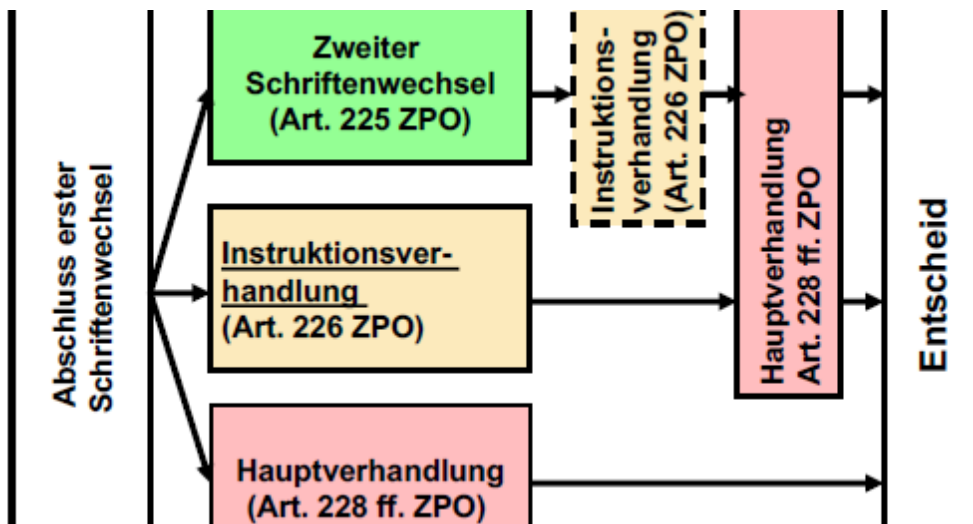 Abschluss erster
Schriftenwechsel
Zweiter
Schriftenwechsel
(Art. 225 ZPO)
Instruktions-
verhandlung
(Art. 226 ZPO)
Instruktionsver-
handlung
(Art. 226 ZPO)
Hauptverhandlung
(Art. 228 ff. ZPO)
Hauptverhandlung
Art. 228 ff. ZPO
Entscheid